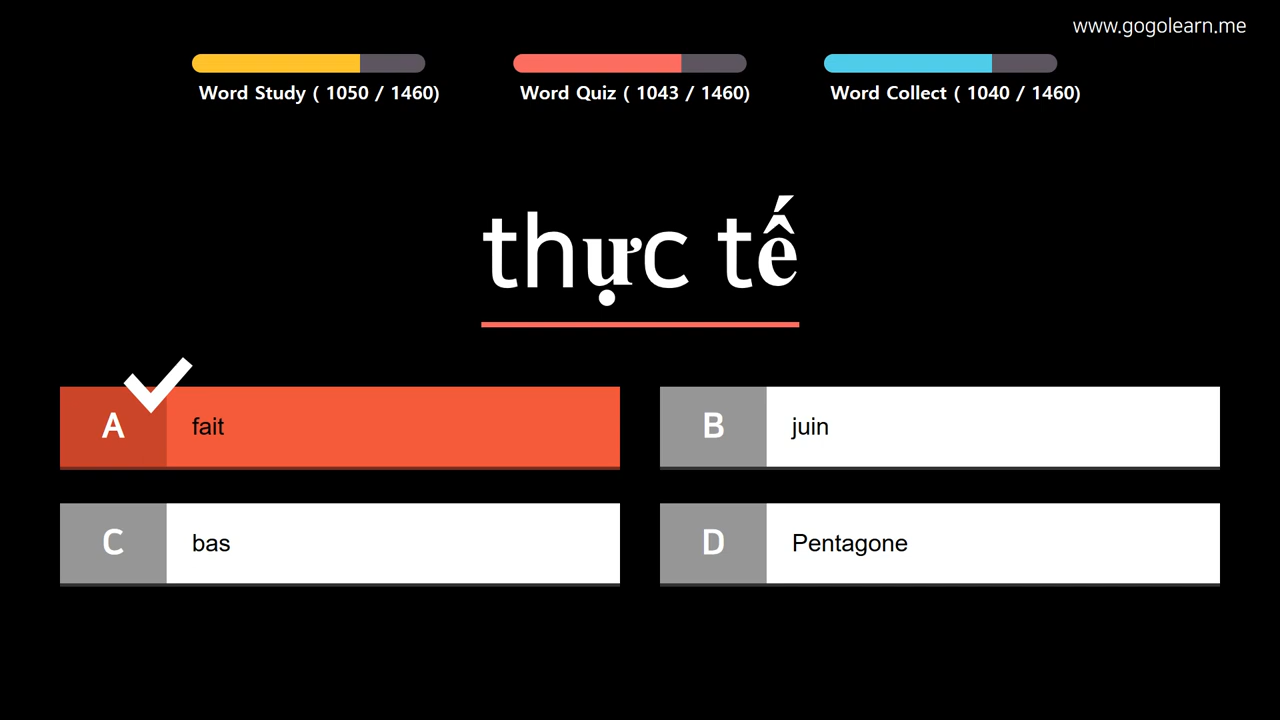 www.gogolearn.me
Word Study ( 1050 / 1460)
Word Quiz ( 1043 / 1460)
Word Collect ( 1040 / 1460)
thực tế
A fait
B juin
C bas
D Pentagone